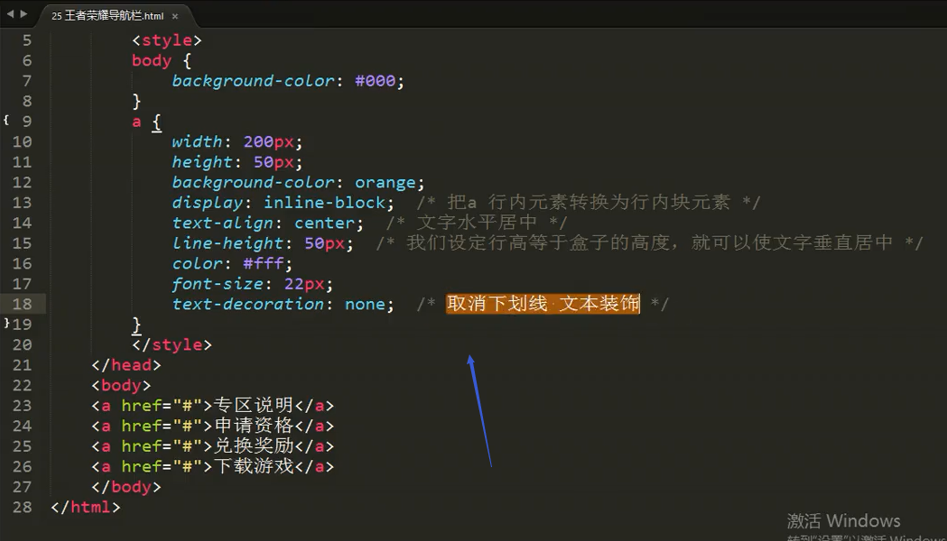 25 王者荣耀导航栏.html ×
5 <style>
6 body {
7 background-color: #000;
8 }
9 a {
10 width: 200px;
11 height: 50px;
12 background-color: orange;
13 display: inline-block; /* 把a 行内元素转换为行内块元素 */
14 text-align: center; /* 文字水平居中 */
15 line-height: 50px; /* 我们设定行高等于盒子的高度，就可以使文字垂直居中 */
16 color: #fff;
17 font-size: 22px;
18 text-decoration: none; /* 取消下划线 文本装饰 */
19 }
20 </style>
21 </head>
22 <body>
23 <a href="#">专区说明</a>
24 <a href="#">申请资格</a>
25 <a href="#">兑换奖励</a>
26 <a href="#">下载游戏</a>
27 </body>
28 </html>
激活 Windows
转到"设置"以激活 Windows